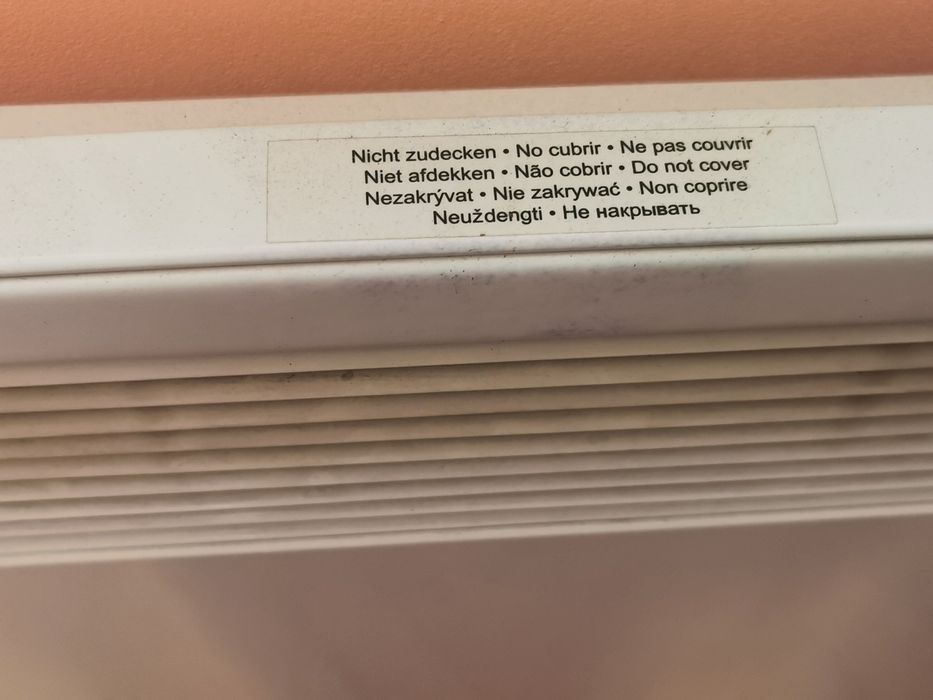 Nicht zudecken • No cubrir • Ne pas couvrir
Niet afdekken • Não cobrir • Do not cover
Nezakrývat • Nie zakrywać • Non coprire
Neuždengti • Не накрывать